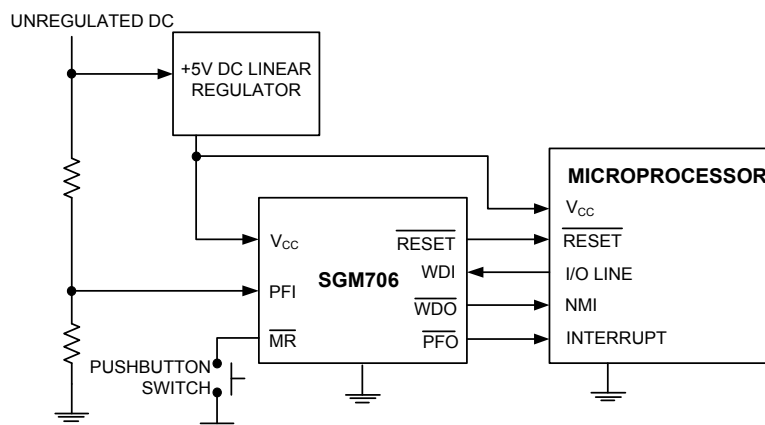 UNREGULATED DC
+5V DC LINEAR
REGULATOR
MICROPROCESSOR
VCC
RESET
I/O LINE
NMI
INTERRUPT
SGM706
VCC
PFI
MR
RESET
WDI
WDO
PFO
PUSHBUTTON
SWITCH